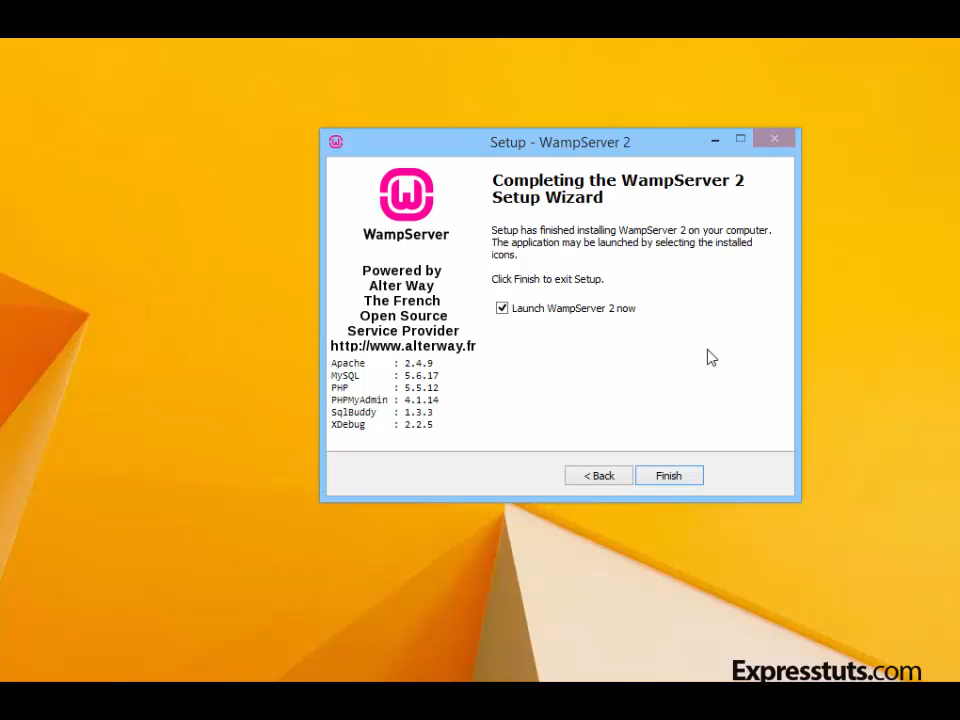 Setup - WampServer 2
WampServer
Powered by
Alter Way
The French
Open Source
Service Provider
http://www.alterway.fr
Apache : 2.4.9
MySQL : 5.6.17
PHP : 5.5.12
PHPMyAdmin : 4.1.14
SqlBuddy : 1.3.3
XDebug : 2.2.5
Completing the WampServer 2
Setup Wizard
Setup has finished installing WampServer 2 on your computer.
The application may be launched by selecting the installed
icons.
Click Finish to exit Setup.
Launch WampServer 2 now
< Back
Finish
Expresstuts.com